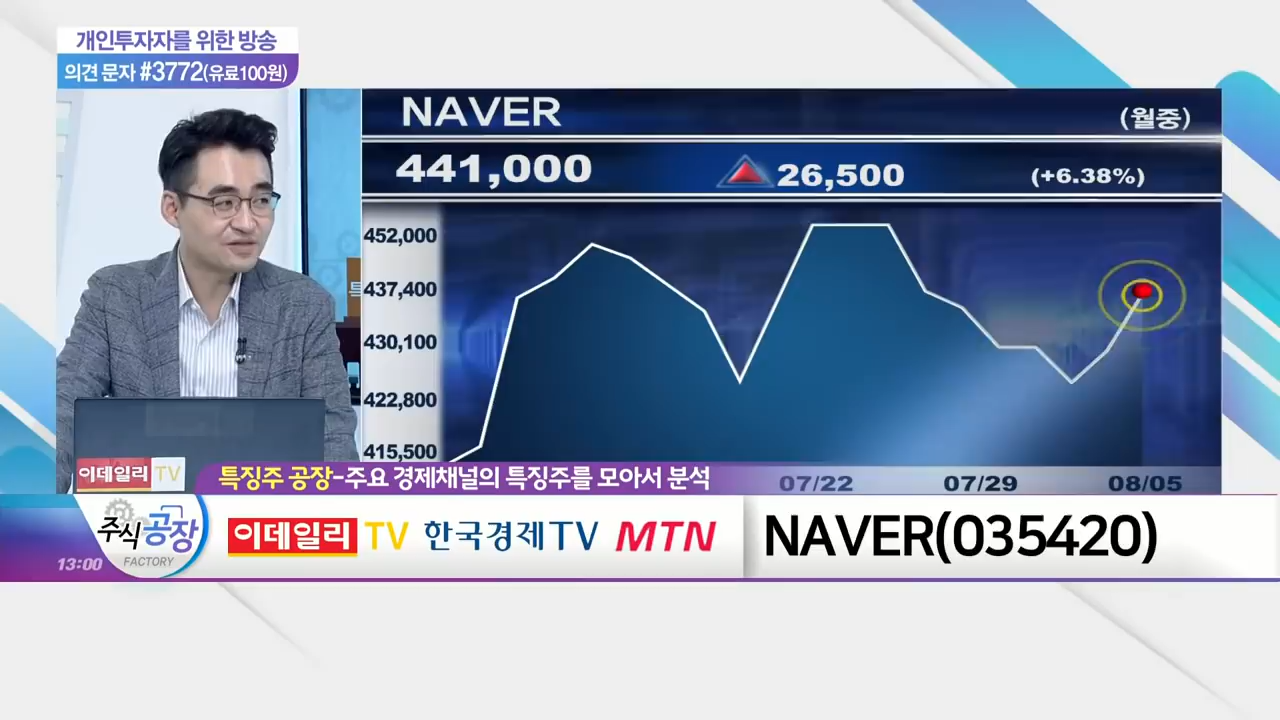 개인투자자를 위한 방송
의견 문자 #3772(유료100원)
NAVER
(월중)
441,000
26,500
(+6.38%)
452,000
437,400
430,100
422,800
415,500
07/22
07/29
08/05
특
이데일리 TV
특징주 공장-주요 경제채널의 특징주를 모아서 분석
13:00
주식공장
FACTORY
이데일리 TV 한국경제TV MTN
NAVER(035420)